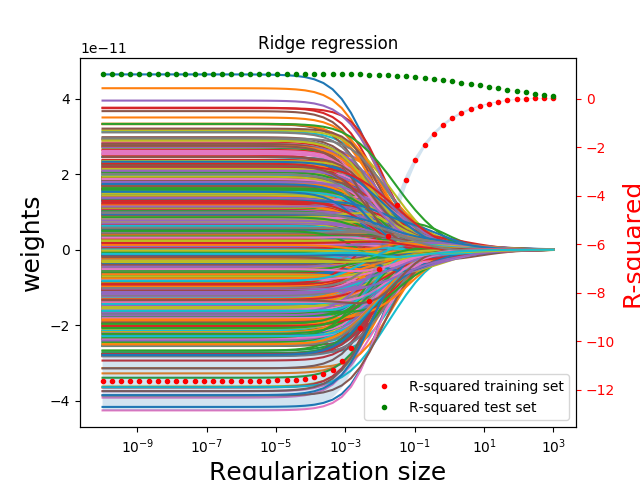 Ridge regression
1e−11
4
2
0
−2
−4
weights
0
−2
−4
−6
−8
−10
−12
R-squared
R-squared training set
R-squared test set
10⁻⁹
10⁻⁷
10⁻⁵
10⁻³
10⁻¹
10¹
10³
Regularization size